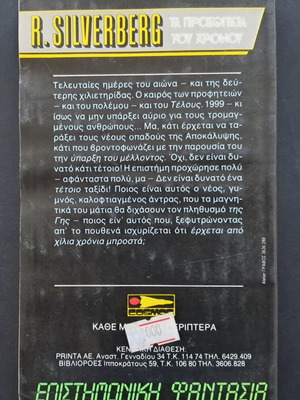 R. SILVERBERG
ΤΑ ΠΡΟΣΩΠΕΙΑ
ΤΟΥ ΧΡΟΝΟΥ
Τελευταίες ημέρες του αιώνα – και της δεύ-
τερης χιλιετηρίδας. Ο καιρός των προφητειών
– και του πολέμου – και του Τέλους. 1999 – κι
ίσως να μην υπάρξει αύριο για τους τρομαγ-
μένους ανθρώπους... Μα, κάτι έρχεται να τα-
ράξει τους νέους οπαδούς της Αποκάλυψης,
κάτι που βροντοφωνάζει με την παρουσία του
την ύπαρξη του μέλλοντος. Όχι, δεν είναι δυ-
νατό κάτι τέτοιο! Η επιστήμη προχώρησε πολύ
– αφάνταστα πολύ, μα – Δεν είναι δυνατό ένα
τέτοιο ταξίδι! Ποιος είναι αυτός ο νέος, γυ-
μνός, καλοφτιαγμένος άντρας, που τα μαγνη-
τικά του μάτια θα διχάσουν τον πληθυσμό της
Γης – ποιος είν' αυτός που, ξεφυτρώνοντας
απ' το πουθενά ισχυρίζεται ότι έρχεται από
χίλια χρόνια μπροστά;
COSMOS
ΚΑΘΕ ΠΕΡΙΠΤΕΡΑ
ΔΙΑΘΕΣΗ:
PRINTA ΑΕ. Αναστ. Γενναδίου 34 Τ.Κ. 114 74 ΤΗΛ. 6429.409
ΒΙΒΛΙΟΡΟΕΣ Ιπποκράτους 59, Τ.Κ. 106 80 ΤΗΛ. 3606.828
ΕΠΙΣΤΗΜΟΝΙΚΗ ΦΑΝΤΑΣΙΑ